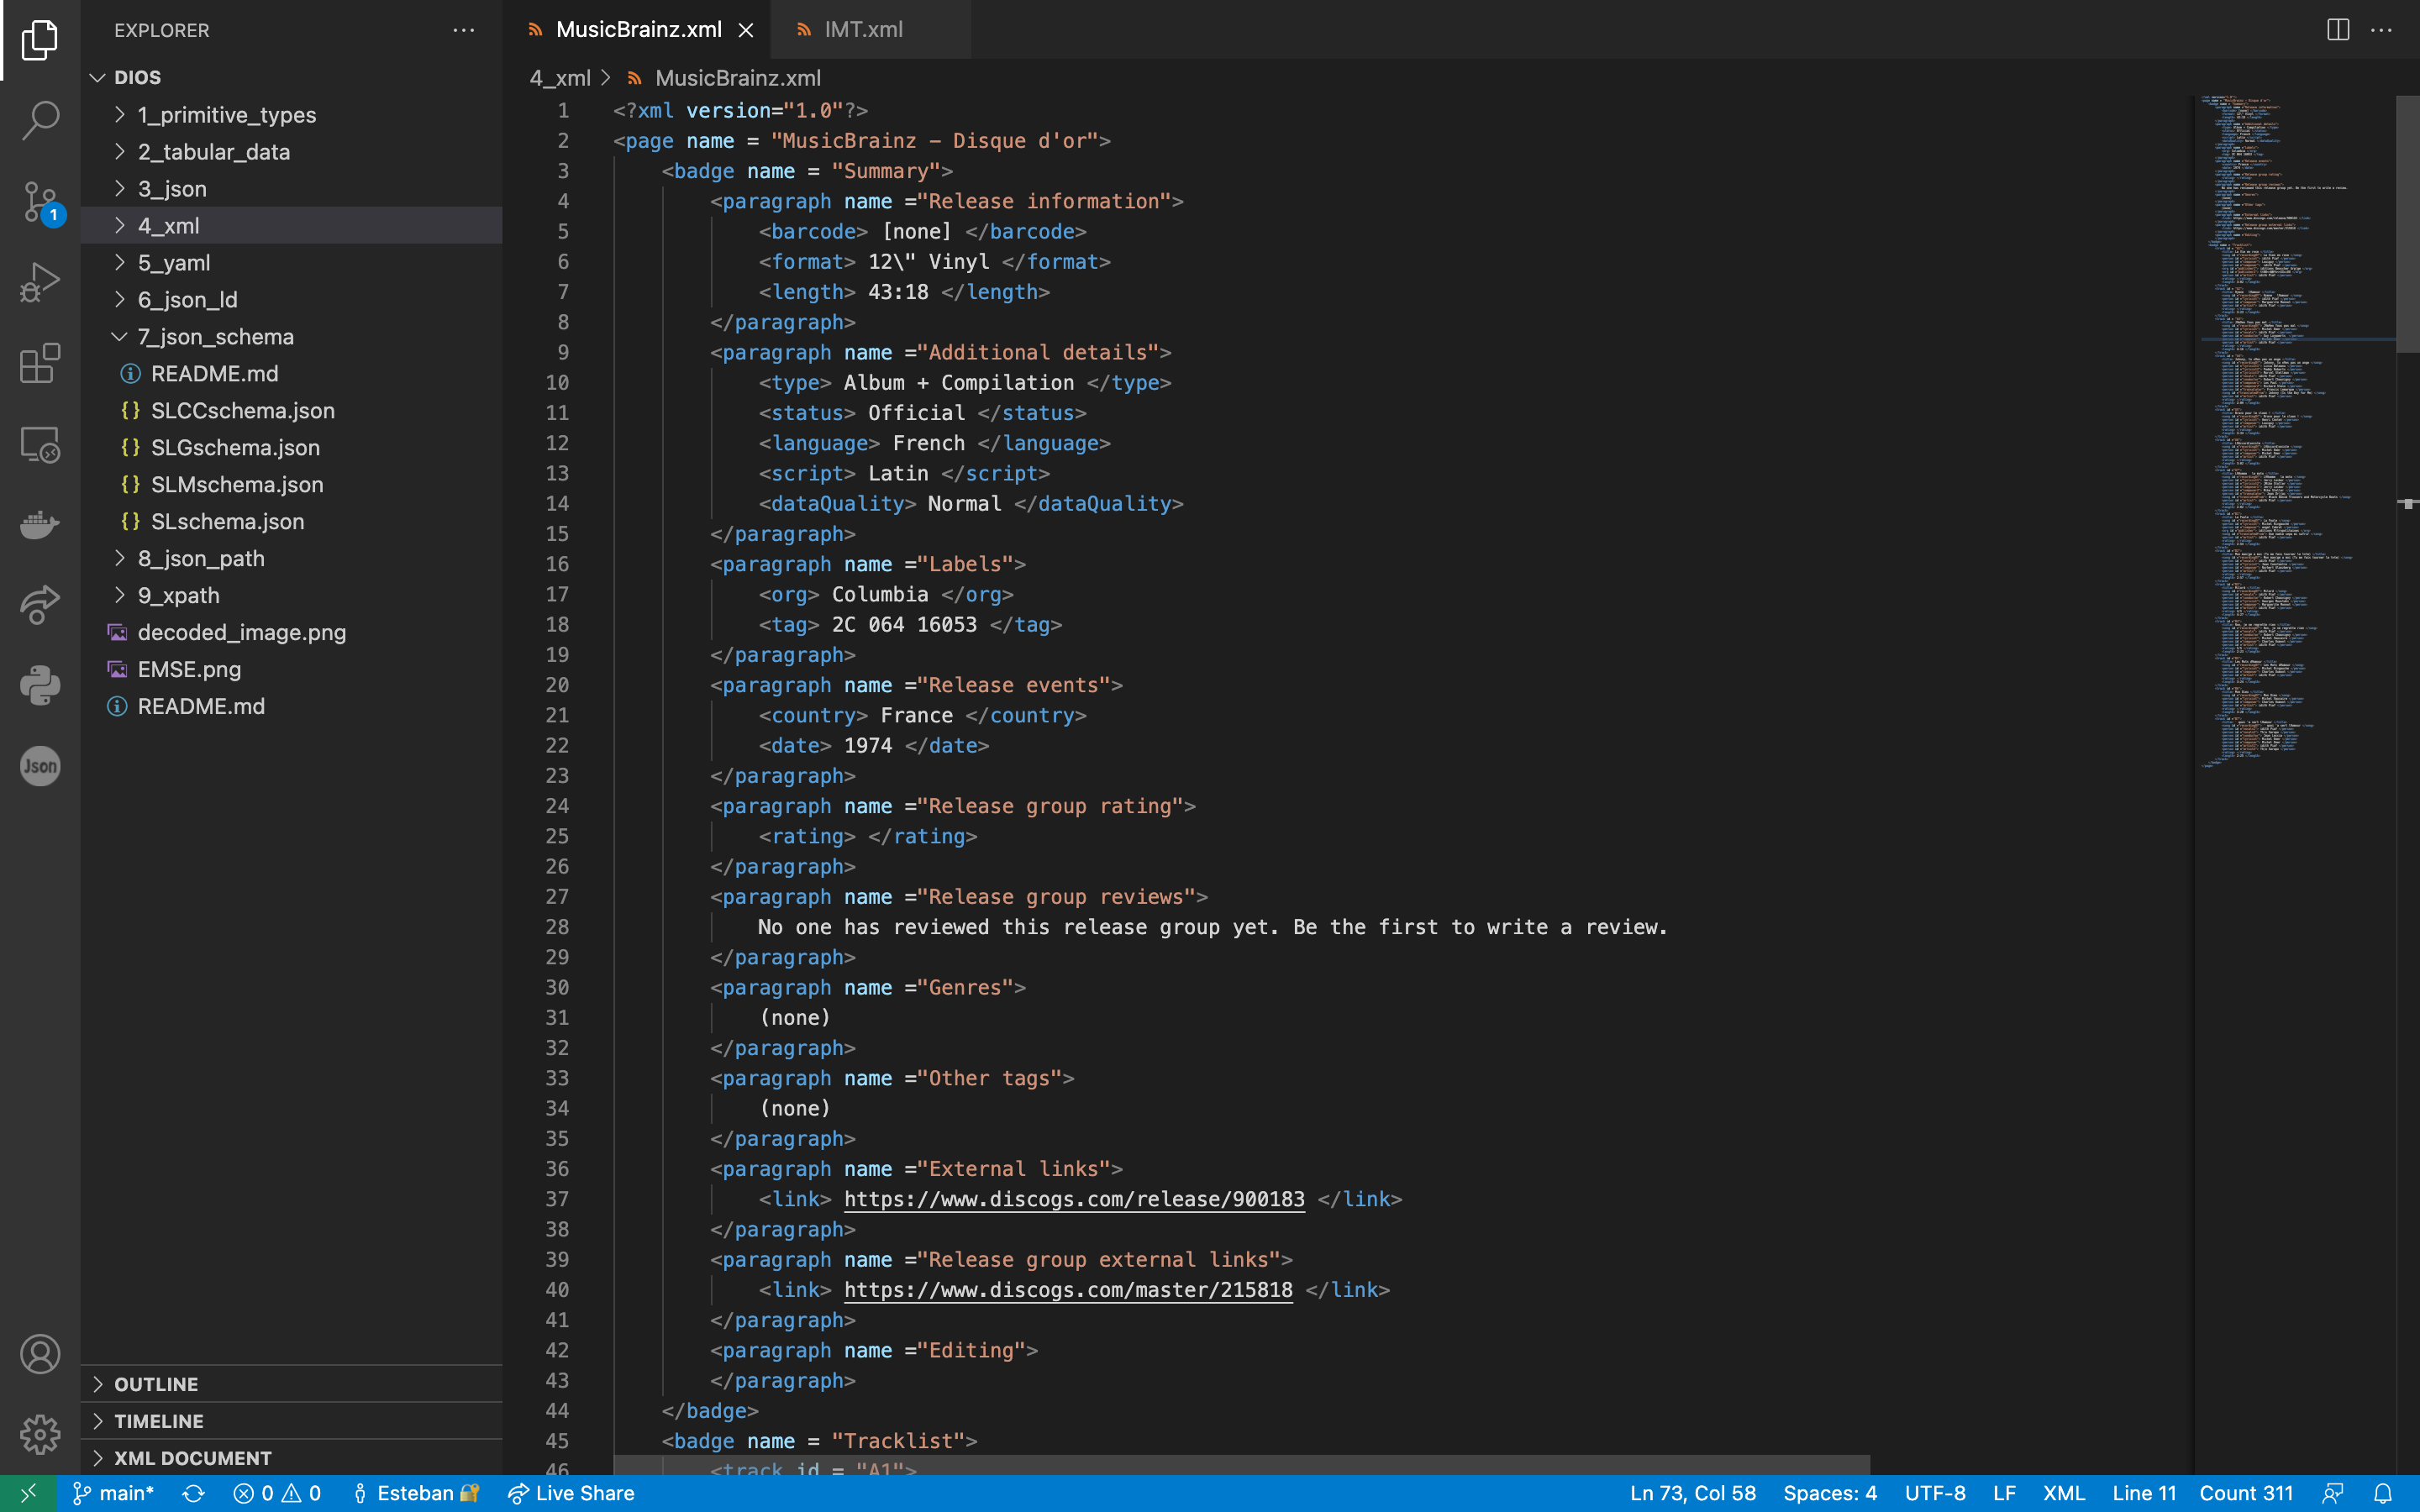 EXPLORER
DIOS
1_primitive_types
2_tabular_data
3_json
4_xml
5_yaml
6_json_ld
7_json_schema
README.md
SLCCschema.json
SLGschema.json
SLMschema.json
SLschema.json
8_json_path
9_xpath
decoded_image.png
EMSE.png
README.md
OUTLINE
TIMELINE
XML DOCUMENT
1
Json
MusicBrainz.xml
IMT.xml
4_xml > MusicBrainz.xml
1 <?xml version="1.0"?>
2 <page name = "MusicBrainz – Disque d'or">
3 <badge name = "Summary">
4 <paragraph name ="Release information">
5 <barcode> [none] </barcode>
6 <format> 12\" Vinyl </format>
7 <length> 43:18 </length>
8 </paragraph>
9 <paragraph name ="Additional details">
10 <type> Album + Compilation </type>
11 <status> Official </status>
12 <language> French </language>
13 <script> Latin </script>
14 <dataQuality> Normal </dataQuality>
15 </paragraph>
16 <paragraph name ="Labels">
17 <org> Columbia </org>
18 <tag> 2C 064 16053 </tag>
19 </paragraph>
20 <paragraph name ="Release events">
21 <country> France </country>
22 <date> 1974 </date>
23 </paragraph>
24 <paragraph name ="Release group rating">
25 <rating> </rating>
26 </paragraph>
27 <paragraph name ="Release group reviews">
28 No one has reviewed this release group yet. Be the first to write a review.
29 </paragraph>
30 <paragraph name ="Genres">
31 (none)
32 </paragraph>
33 <paragraph name ="Other tags">
34 (none)
35 </paragraph>
36 <paragraph name ="External links">
37 <link> https://www.discogs.com/release/900183 </link>
38 </paragraph>
39 <paragraph name ="Release group external links">
40 <link> https://www.discogs.com/master/215818 </link>
41 </paragraph>
42 <paragraph name ="Editing">
43 </paragraph>
44 </badge>
45 <badge name = "Tracklist">
46 <track id = "A1">
main* 0 0 Esteban Live Share Ln 73, Col 58 Spaces: 4 UTF-8 LF XML Line 11 Count 311